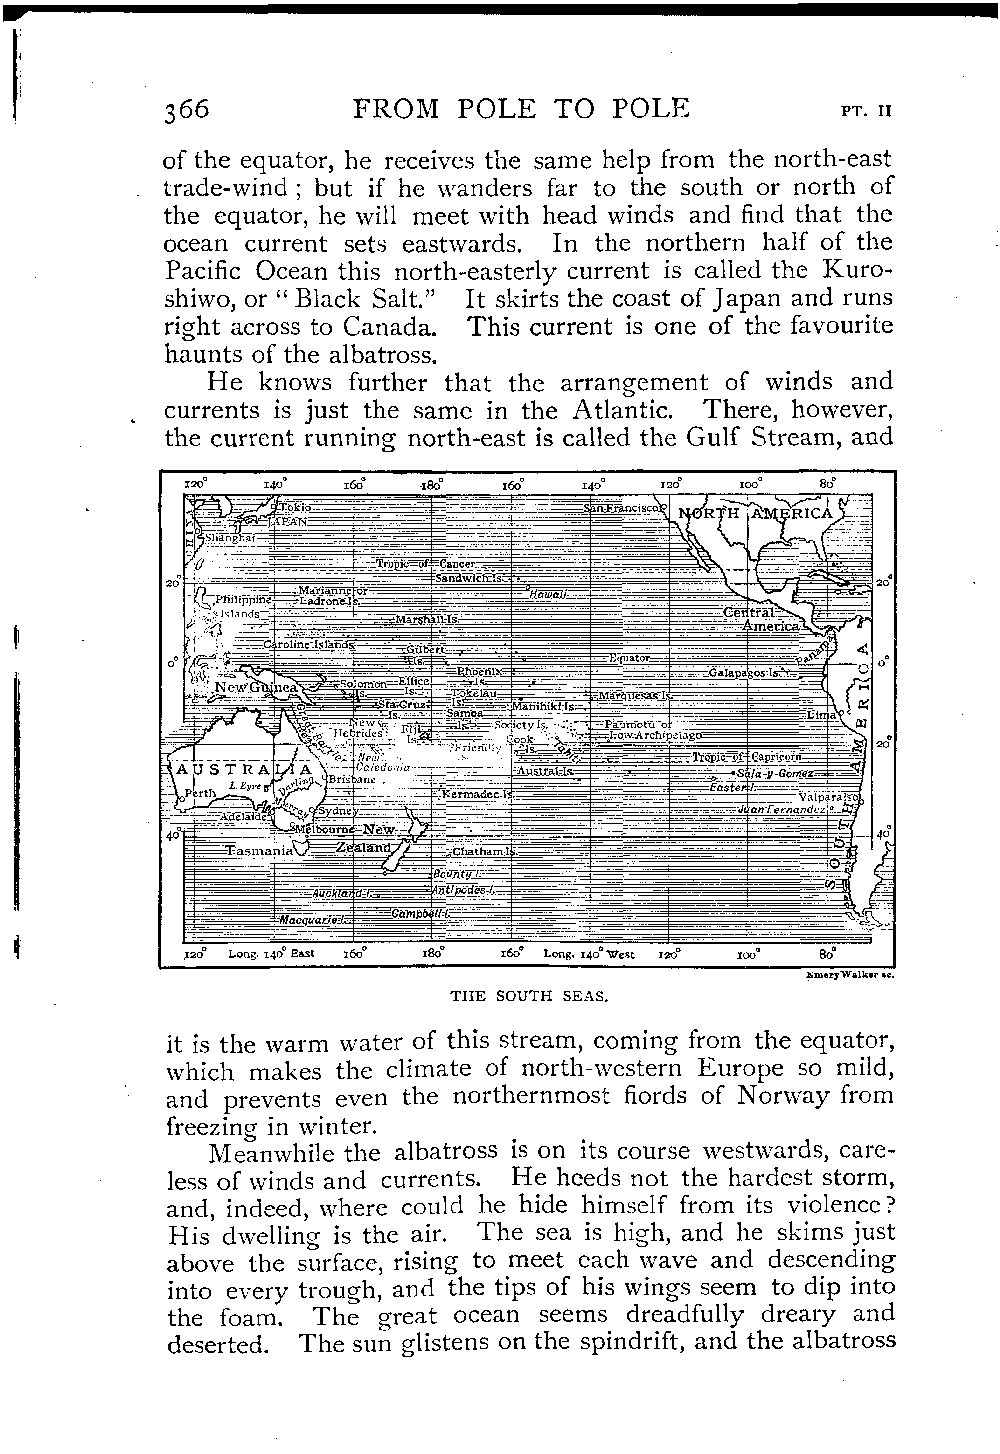 366 FROM POLE TO POLE PT. II
of the equator, he receives the same help from the north-east
trade-wind ; but if he wanders far to the south or north of
the equator, he will meet with head winds and find that the
ocean current sets eastwards. In the northern half of the
Pacific Ocean this north-easterly current is called the Kuro-
shiwo, or “ Black Salt.” It skirts the coast of Japan and runs
right across to Canada. This current is one of the favourite
haunts of the albatross.
He knows further that the arrangement of winds and
currents is just the same in the Atlantic. There, however,
the current running north-east is called the Gulf Stream, and
120° 140° 160° 180° 160° 140° 120° 100° 80°
Tokio
JAPAN
San Francisco
NORTH AMERICA
Shanghai
Tropic of Cancer
Sandwich Is.
20° 20°
Hawaii
Philippine
Islands
Marianne or
Ladrone Is.
Marshall Is.
Central
America
Caroline Islands
Gilbert
Is.
Equator
Panama
0° 0°
Phoenix
Is.
Galapagos Is.
New Guinea
Solomon
Is.
Ellice
Is.
Tokelau
Is.
Marquesas Is.
Sta Cruz
Is.
Manihiki Is.
Lima
Samoa
Is.
New
Hebrides
Fiji
Is.
Society Is.
Paumotu or
Low Archipelago
Great Barrier
Friendly
Is.
Cook
Is.
Tahiti
20°
New
Caledonia
Tropic of Capricorn
AUSTRALIA
Austral Is.
Sala-y-Gomez
Easter I.
SOUTH AMERICA
L. Eyre
Darling
Brisbane
Perth
Kermadec Is.
Valparaiso
Juan Fernandez
Adelaide
Murray
Sydney
Melbourne
New
Zealand
40° 40°
Tasmania
Chatham Is.
Bounty I.
Auckland I.
Antipodes I.
Macquarie I.
Campbell I.
120° Long. 140° East 160° 180° 160° Long. 140° West 120° 100° 80°
Emery Walker sc.
THE SOUTH SEAS.
it is the warm water of this stream, coming from the equator,
which makes the climate of north-western Europe so mild,
and prevents even the northernmost fiords of Norway from
freezing in winter.
Meanwhile the albatross is on its course westwards, care-
less of winds and currents. He heeds not the hardest storm,
and, indeed, where could he hide himself from its violence?
His dwelling is the air. The sea is high, and he skims just
above the surface, rising to meet each wave and descending
into every trough, and the tips of his wings seem to dip into
the foam. The great ocean seems dreadfully dreary and
deserted. The sun glistens on the spindrift, and the albatross